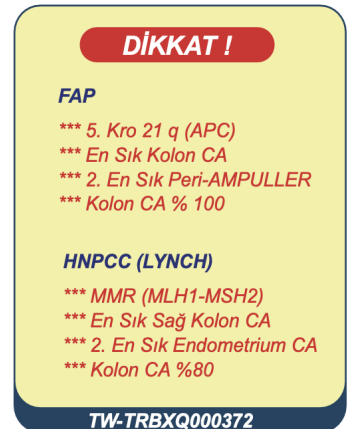 DİKKAT !
FAP
*** 5. Kro 21 q (APC)
*** En Sık Kolon CA
*** 2. En Sık Peri-AMPULLER
*** Kolon CA % 100
HNPCC (LYNCH)
*** MMR (MLH1-MSH2)
*** En Sık Sağ Kolon CA
*** 2. En Sık Endometrium CA
*** Kolon CA %80
TW-TRBXQ000372